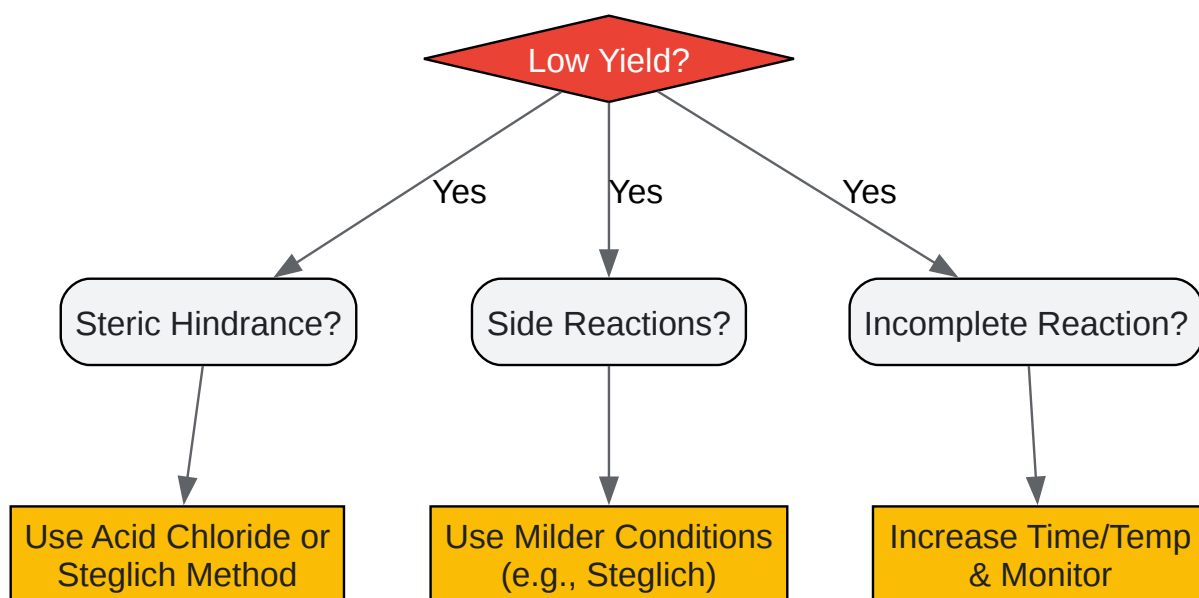 Low Yield?
Yes
Yes
Yes
Steric Hindrance?
Side Reactions?
Incomplete Reaction?
Use Acid Chloride or
Steglich Method
Use Milder Conditions
(e.g., Steglich)
Increase Time/Temp
& Monitor